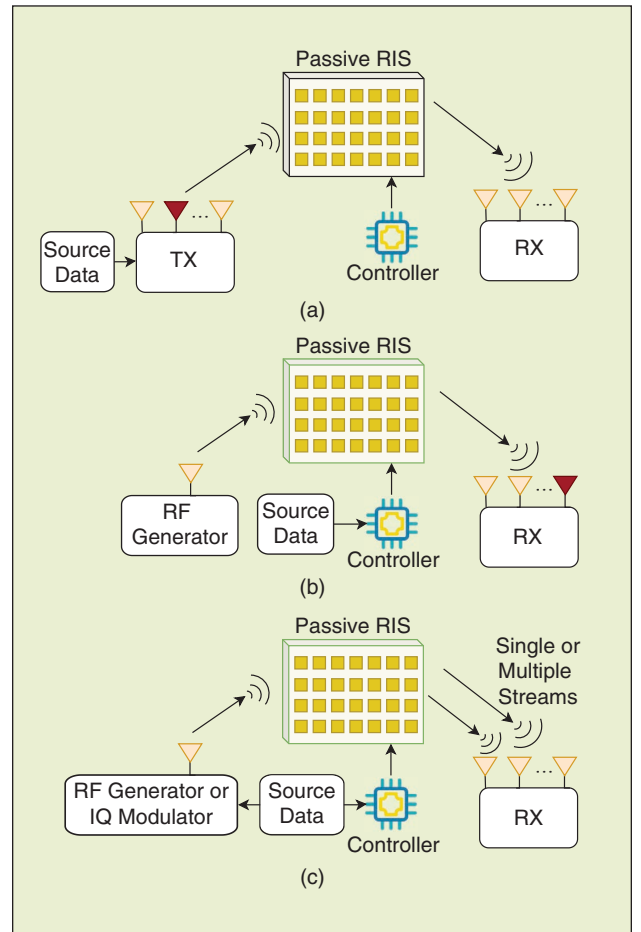 Passive RIS
...
...
Source
Data
TX
Controller
RX
(a)
Passive RIS
...
RF
Generator
Source
Data
Controller
RX
(b)
Passive RIS
Single or
Multiple
Streams
...
RF Generator or
IQ Modulator
Source
Data
Controller
RX
(c)